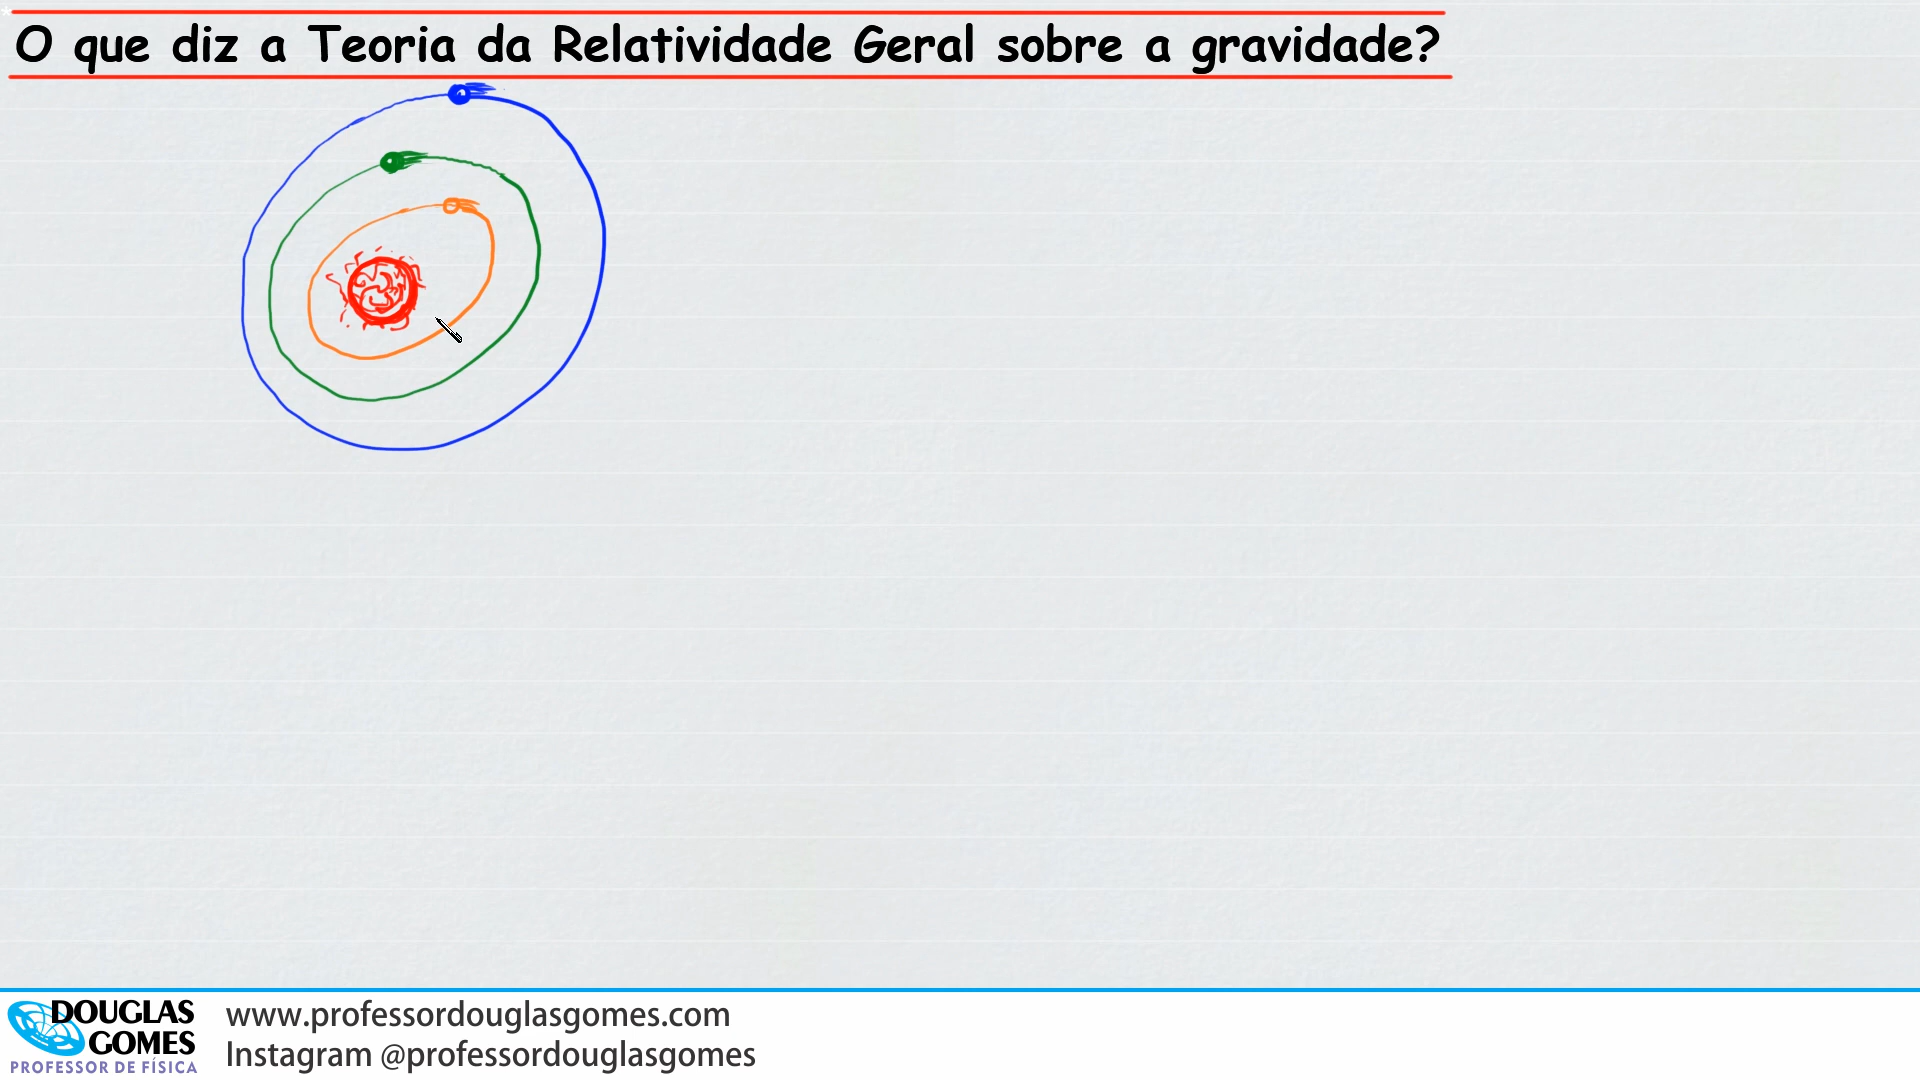 O que diz a Teoria da Relatividade Geral sobre a gravidade?
DOUGLAS
GOMES
PROFESSOR DE FÍSICA
www.professordouglasgomes.com
Instagram @professordouglasgomes